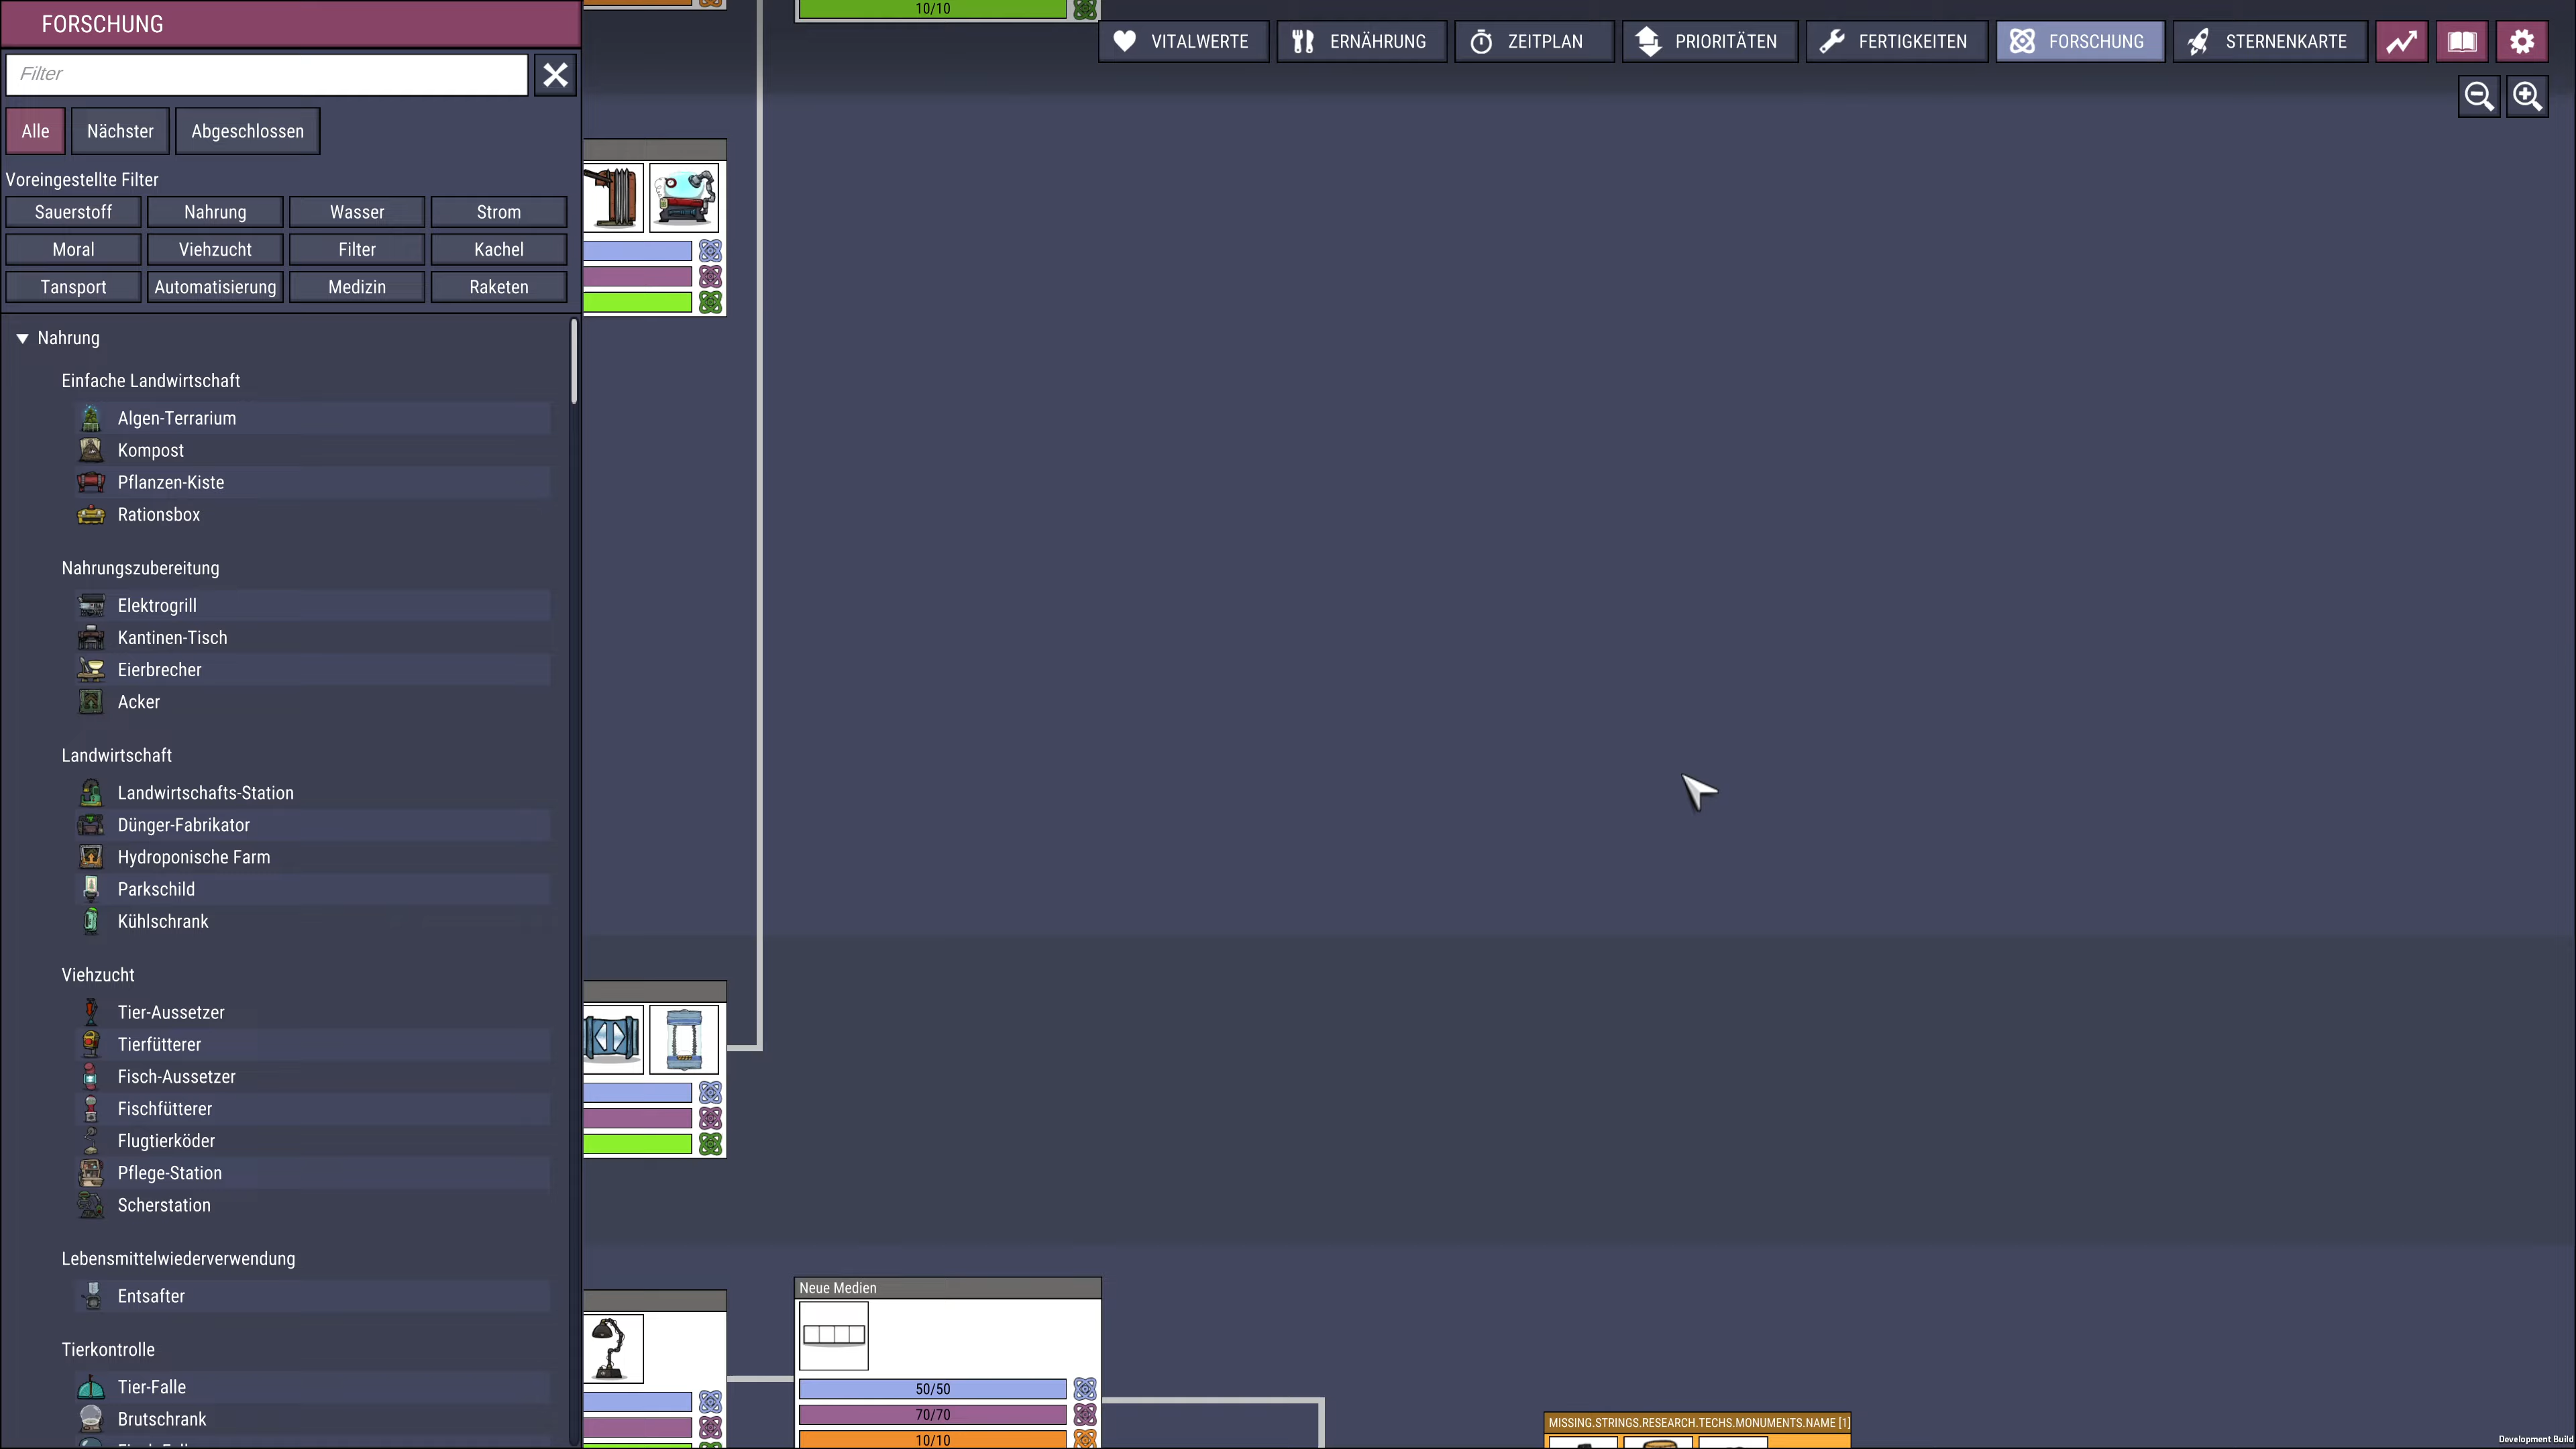 FORSCHUNG
10/10
VITALWERTE
ERNÄHRUNG
ZEITPLAN
PRIORITÄTEN
FERTIGKEITEN
FORSCHUNG
STERNENKARTE
Filter
Alle
Nächster
Abgeschlossen
Voreingestellte Filter
Sauerstoff
Nahrung
Wasser
Strom
Moral
Viehzucht
Filter
Kachel
Tansport
Automatisierung
Medizin
Raketen
Nahrung
Einfache Landwirtschaft
Algen-Terrarium
Kompost
Pflanzen-Kiste
Rationsbox
Nahrungszubereitung
Elektrogrill
Kantinen-Tisch
Eierbrecher
Acker
Landwirtschaft
Landwirtschafts-Station
Dünger-Fabrikator
Hydroponische Farm
Parkschild
Kühlschrank
Viehzucht
Tier-Aussetzer
Tierfütterer
Fisch-Aussetzer
Fischfütterer
Flugtierköder
Pflege-Station
Scherstation
Lebensmittelwiederverwendung
Entsafter
Tierkontrolle
Tier-Falle
Brutschrank
Neue Medien
50/50
70/70
10/10
MISSING.STRINGS.RESEARCH.TECHS.MONUMENTS.NAME [1]
Development Build